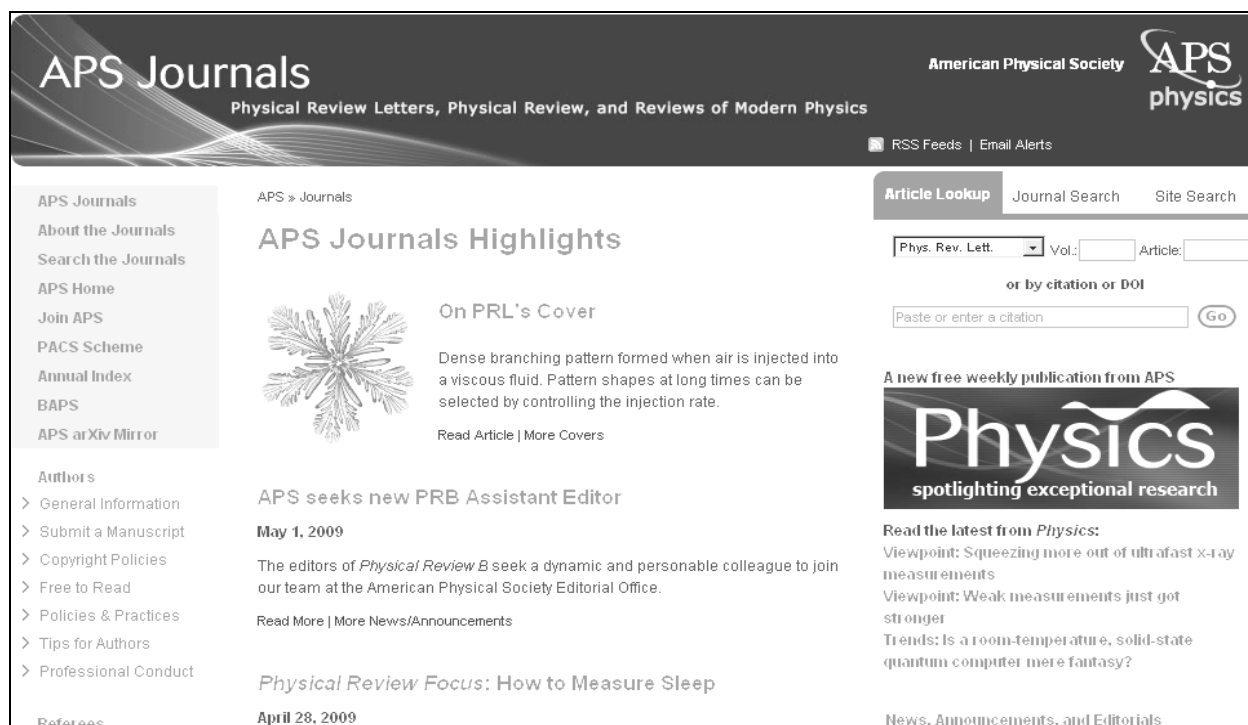 APS Journals
Physical Review Letters, Physical Review, and Reviews of Modern Physics
American Physical Society
APS
physics
RSS Feeds | Email Alerts
APS Journals
About the Journals
Search the Journals
APS Home
Join APS
PACS Scheme
Annual Index
BAPS
APS arXiv Mirror
Authors
> General Information
> Submit a Manuscript
> Copyright Policies
> Free to Read
> Policies & Practices
> Tips for Authors
> Professional Conduct
Referees
APS » Journals
APS Journals Highlights
On PRL's Cover
Dense branching pattern formed when air is injected into
a viscous fluid. Pattern shapes at long times can be
selected by controlling the injection rate.
Read Article | More Covers
APS seeks new PRB Assistant Editor
May 1, 2009
The editors of Physical Review B seek a dynamic and personable colleague to join
our team at the American Physical Society Editorial Office.
Read More | More News/Announcements
Physical Review Focus: How to Measure Sleep
April 28, 2009
Article Lookup Journal Search Site Search
Phys. Rev. Lett. Vol.: Article:
or by citation or DOI
Paste or enter a citation Go
A new free weekly publication from APS
Physics
spotlighting exceptional research
Read the latest from Physics:
Viewpoint: Squeezing more out of ultrafast x-ray
measurements
Viewpoint: Weak measurements just got
stronger
Trends: Is a room-temperature, solid-state
quantum computer mere fantasy?
News, Announcements, and Editorials